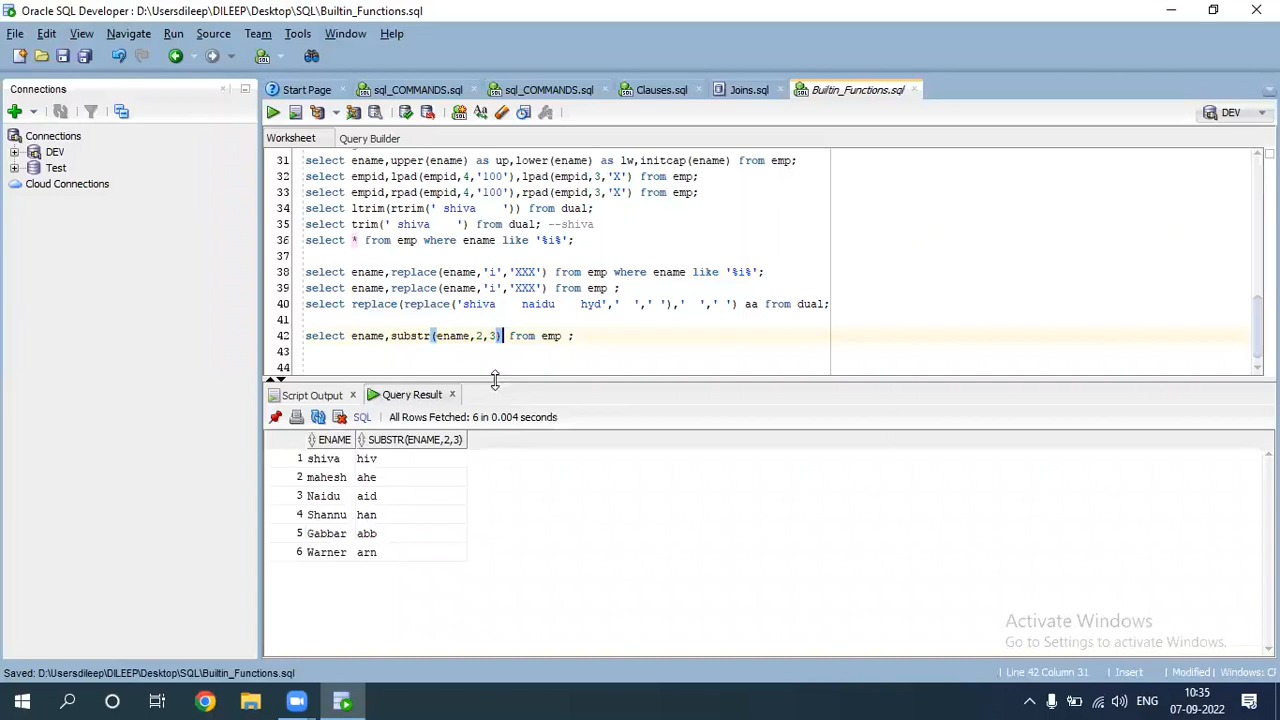 Oracle SQL Developer : D:\Usersdileep\DILEEP\Desktop\SQL\Builtin_Functions.sql
File Edit View Navigate Run Source Team Tools Window Help
Connections
Start Page sql_COMMANDS.sql sql_COMMANDS.sql Clauses.sql Joins.sql Builtin_Functions.sql
DEV
Worksheet Query Builder
Connections
DEV
Test
Cloud Connections
31 select ename,upper(ename) as up,lower(ename) as lw,initcap(ename) from emp;
32 select empid,lpad(empid,4,'100'),lpad(empid,3,'X') from emp;
33 select empid,rpad(empid,4,'100'),rpad(empid,3,'X') from emp;
34 select ltrim(rtrim(' shiva    ')) from dual;
35 select trim(' shiva    ') from dual; --shiva
36 select * from emp where ename like '%i%';
37
38 select ename,replace(ename,'i','XXX') from emp where ename like '%i%';
39 select ename,replace(ename,'i','XXX') from emp ;
40 select replace(replace('shiva    naidu    hyd','  ',' '),'  ',' ') aa from dual;
41
42 select ename,substr(ename,2,3) from emp ;
43
44
Script Output Query Result
SQL All Rows Fetched: 6 in 0.004 seconds
ENAME SUBSTR(ENAME,2,3)
1 shiva hiv
2 mahesh ahe
3 Naidu aid
4 Shannu han
5 Gabbar abb
6 Warner arn
Activate Windows
Go to Settings to activate Windows.
Saved: D:\Usersdileep\DILEEP\Desktop\SQL\Builtin_Functions.sql
Line 42 Column 31 Insert Modified Windows: C
ENG
10:35
07-09-2022